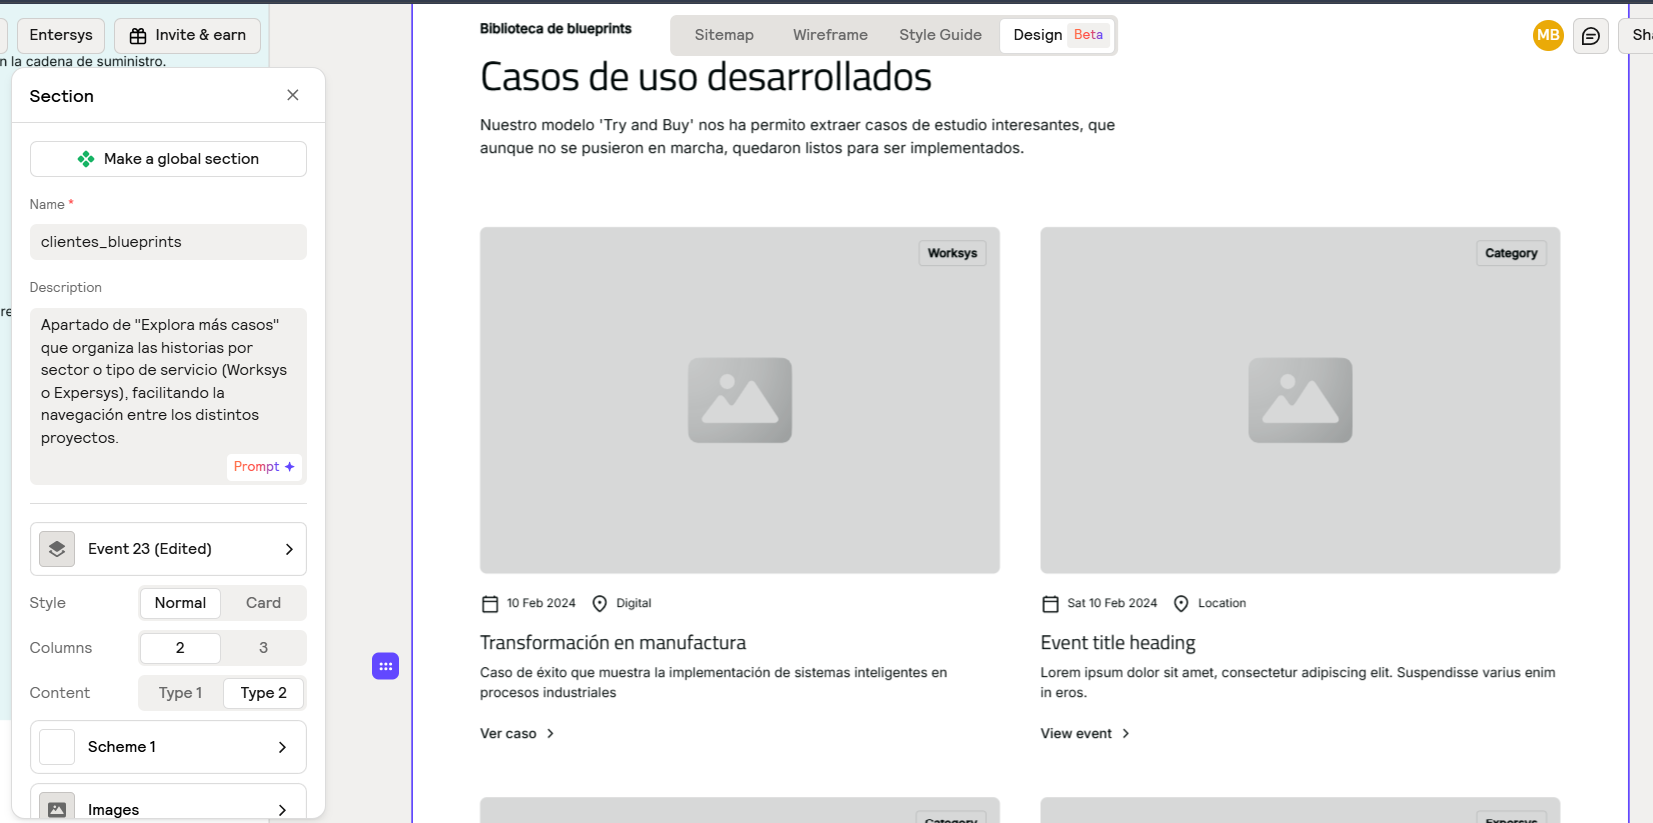 Entersys
Invite & earn
n la cadena de suministro.
Section
Make a global section
Name *
clientes_blueprints
Description
Apartado de "Explora más casos"
que organiza las historias por
sector o tipo de servicio (Worksys
o Expersys), facilitando la
navegación entre los distintos
proyectos.
Prompt
Event 23 (Edited)
Style
Normal
Card
Columns
2
3
Content
Type 1
Type 2
Scheme 1
Images
re
Biblioteca de blueprints
Sitemap
Wireframe
Style Guide
Design
Beta
MB
Sha
Casos de uso desarrollados
Nuestro modelo 'Try and Buy' nos ha permito extraer casos de estudio interesantes, que
aunque no se pusieron en marcha, quedaron listos para ser implementados.
Worksys
10 Feb 2024
Digital
Transformación en manufactura
Caso de éxito que muestra la implementación de sistemas inteligentes en
procesos industriales
Ver caso
Category
Sat 10 Feb 2024
Location
Event title heading
Lorem ipsum dolor sit amet, consectetur adipiscing elit. Suspendisse varius enim
in eros.
View event
Category
Expersys